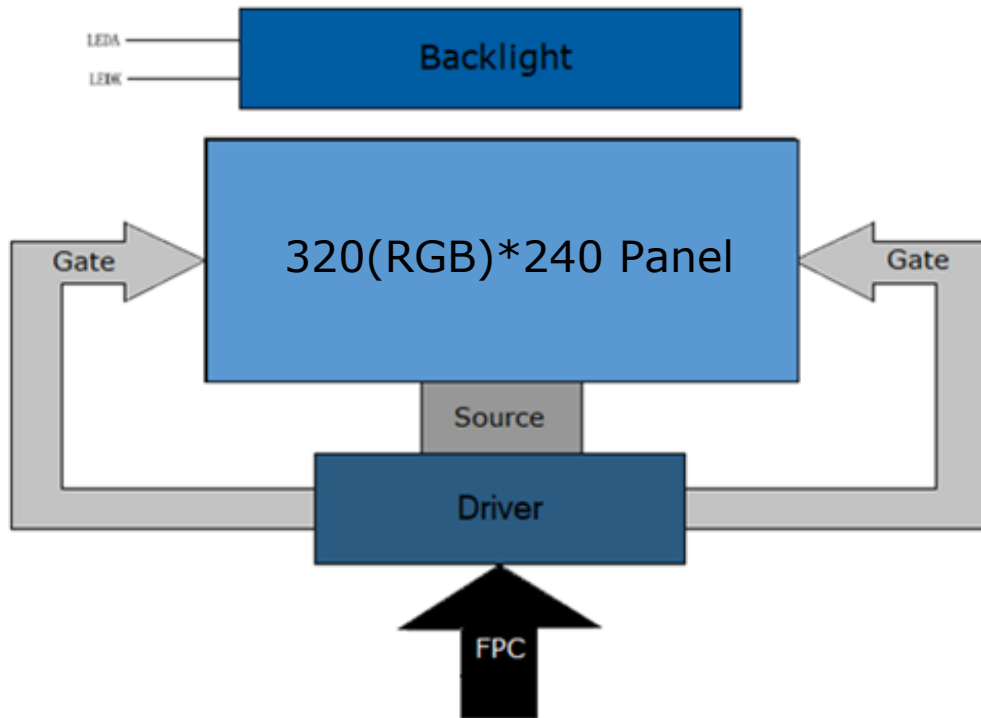 LEDA
LEDK
Backlight
320(RGB)*240 Panel
Gate
Gate
Source
Driver
FPC